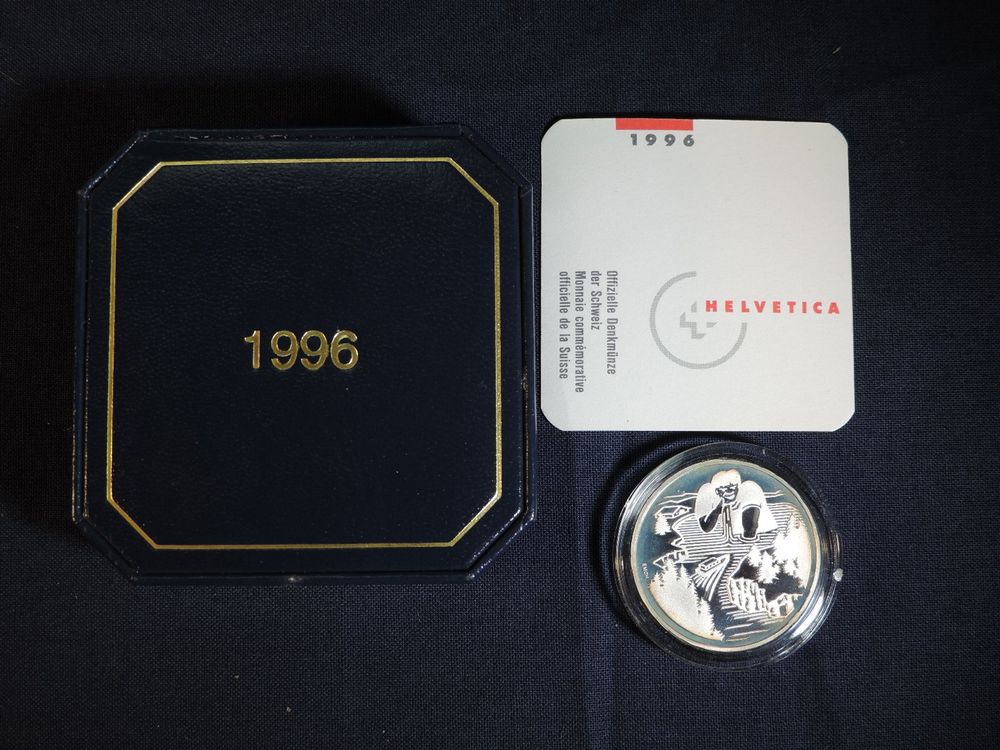 1996
1996
HELVETICA
Offizielle Denkmünze
der Schweiz
Monnaie commémorative
officielle de la Suisse